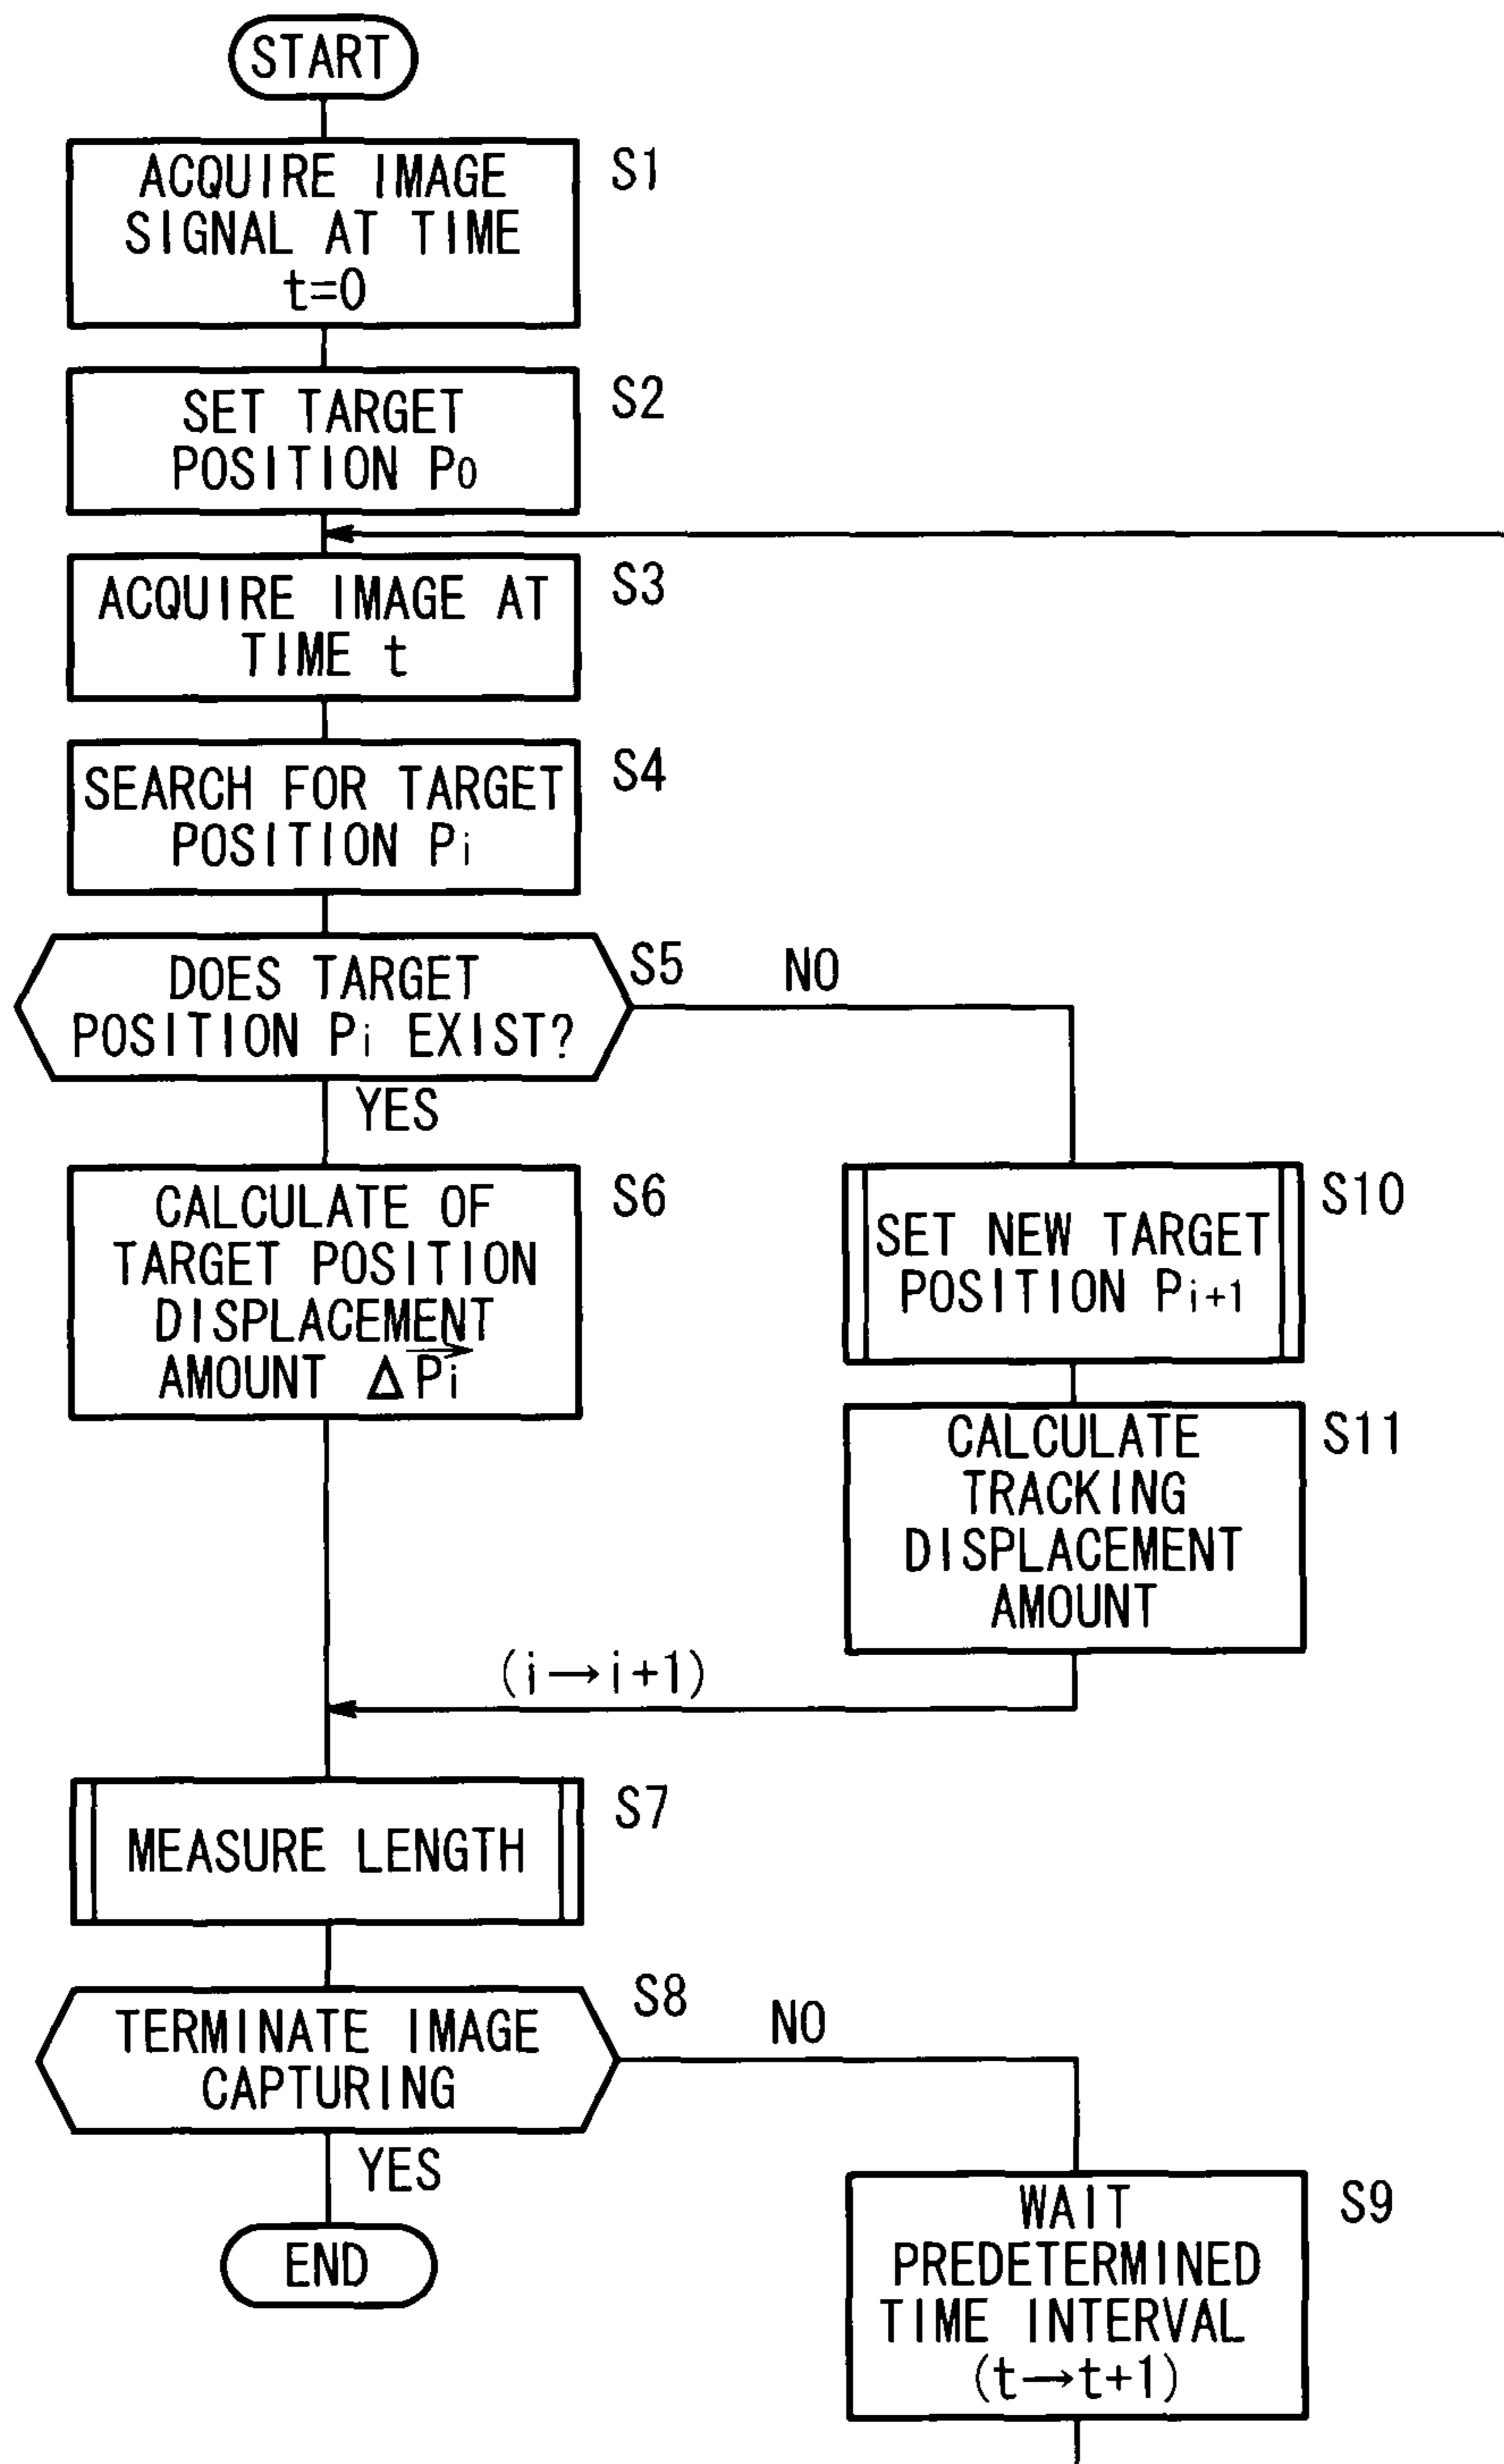 START
ACQUIRE IMAGE
SIGNAL AT TIME
t=0
S1
SET TARGET
POSITION P0
S2
ACQUIRE IMAGE AT
TIME t
S3
SEARCH FOR TARGET
POSITION Pi
S4
DOES TARGET
POSITION Pi EXIST?
S5
NO
YES
CALCULATE OF
TARGET POSITION
DISPLACEMENT
AMOUNT ΔPi
S6
SET NEW TARGET
POSITION Pi+1
S10
CALCULATE
TRACKING
DISPLACEMENT
AMOUNT
S11
(i→i+1)
MEASURE LENGTH
S7
TERMINATE IMAGE
CAPTURING
S8
NO
YES
END
WAIT
PREDETERMINED
TIME INTERVAL
(t→t+1)
S9